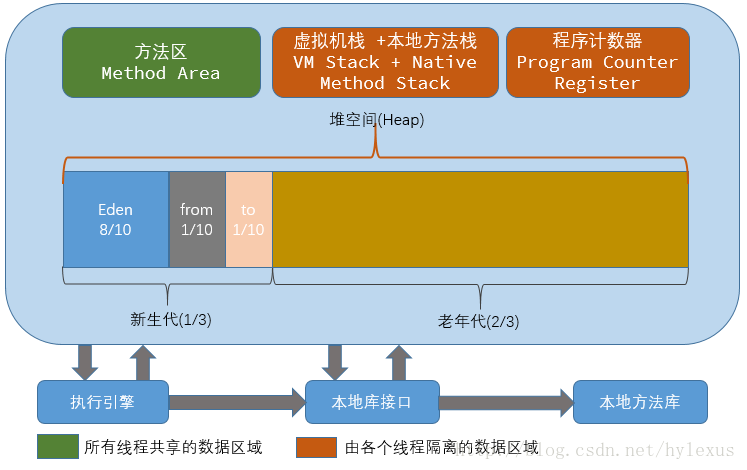 方法区
Method Area
虚拟机栈 +本地方法栈
VM Stack + Native
Method Stack
程序计数器
Program Counter
Register
堆空间(Heap)
Eden
8/10
from
1/10
to
1/10
新生代(1/3)
老年代(2/3)
执行引擎
本地库接口
本地方法库
所有线程共享的数据区域
由各个线程隔离的数据区域
http://blog.csdn.net/hylexus